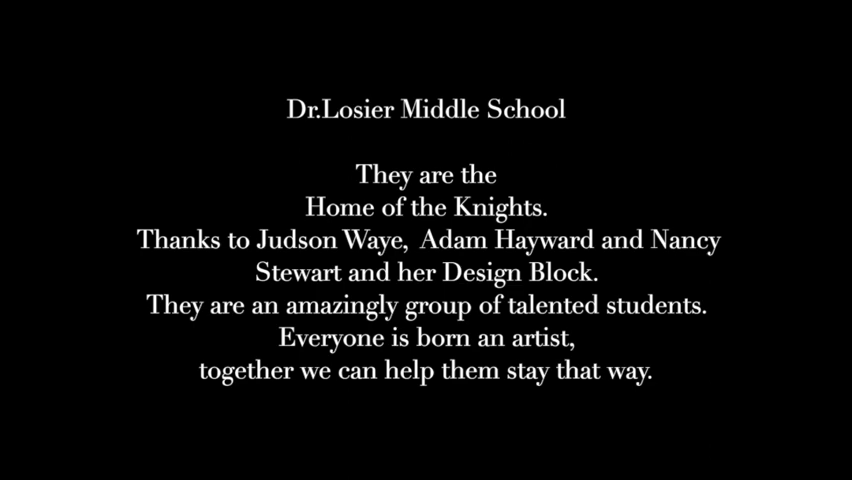 Dr.Losier Middle School
They are the
Home of the Knights.
Thanks to Judson Waye, Adam Hayward and Nancy
Stewart and her Design Block.
They are an amazingly group of talented students.
Everyone is born an artist,
together we can help them stay that way.